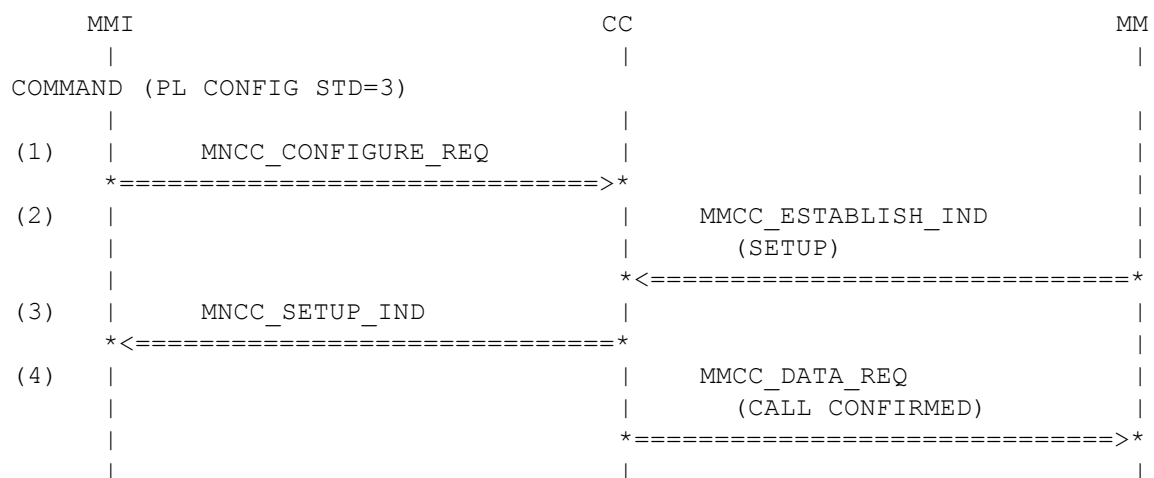 MMI CC MM
COMMAND (PL CONFIG STD=3)
(1) MNCC_CONFIGURE_REQ
*==============================>*
(2) MMCC_ESTABLISH_IND
(SETUP)
*<==============================*
(3) MNCC_SETUP_IND
*<==============================*
(4) MMCC_DATA_REQ
(CALL CONFIRMED)
*==============================>*